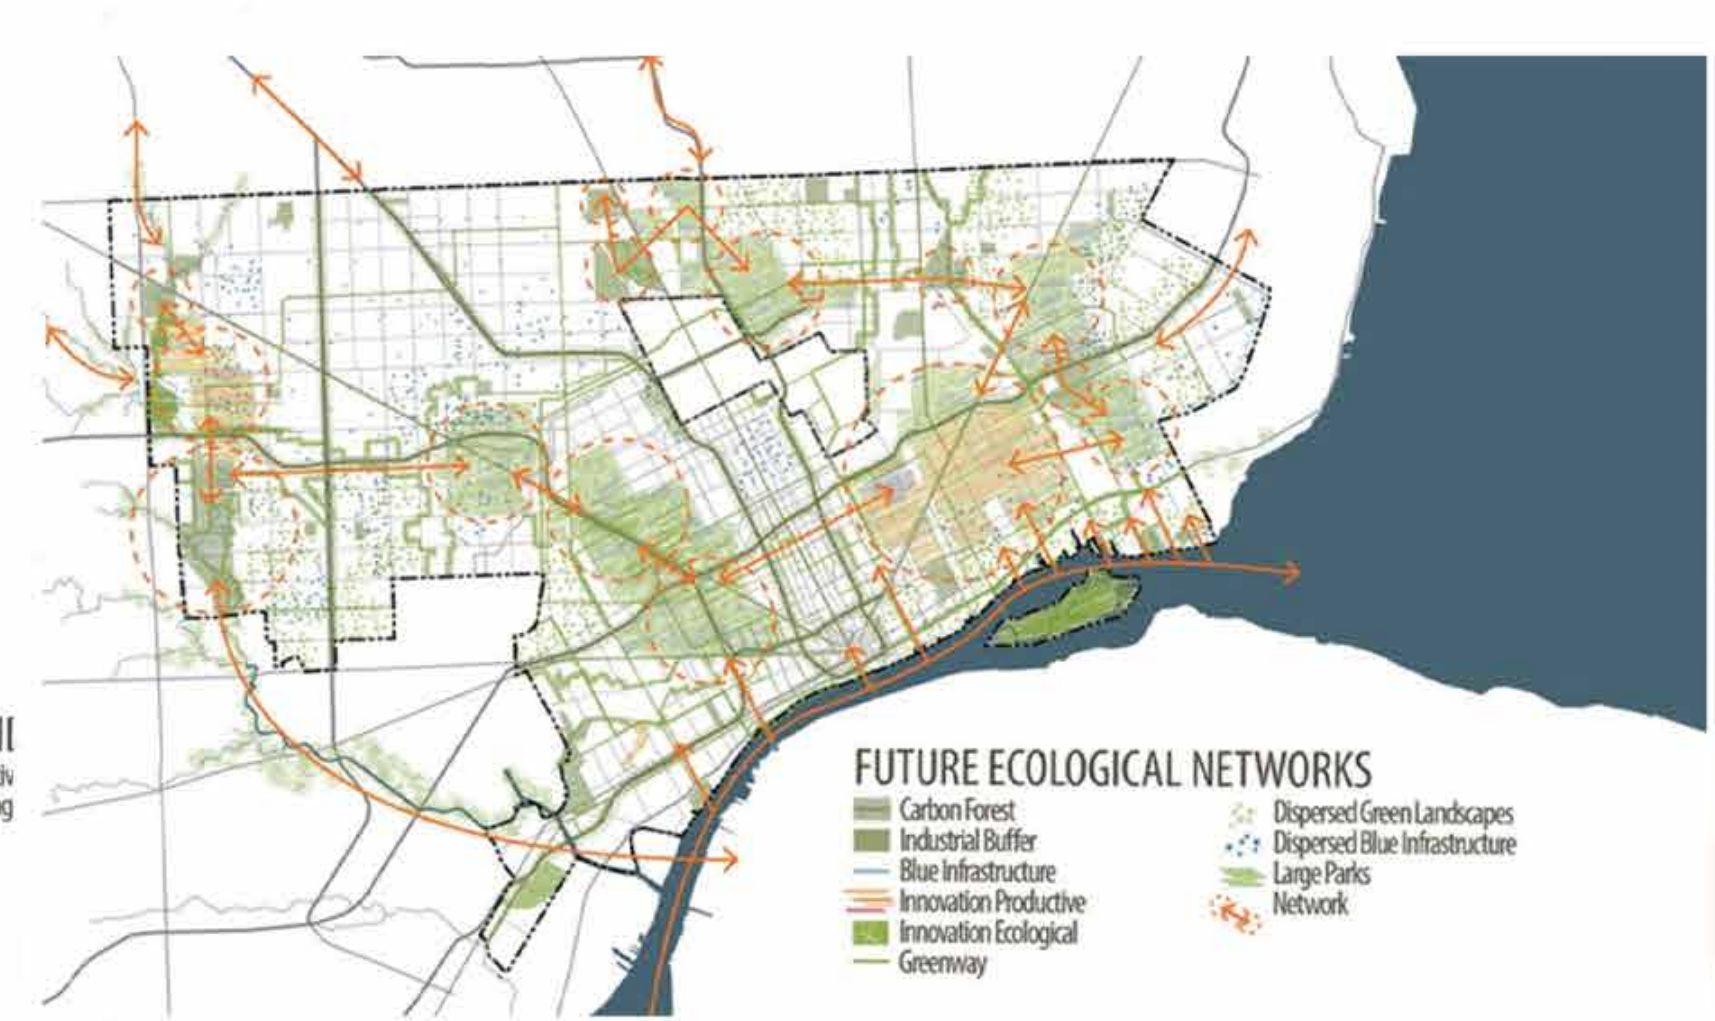 FUTURE ECOLOGICAL NETWORKS
Carbon Forest
Industrial Buffer
Blue Infrastructure
Innovation Productive
Innovation Ecological
Greenway
Dispersed Green Landscapes
Dispersed Blue Infrastructure
Large Parks
Network